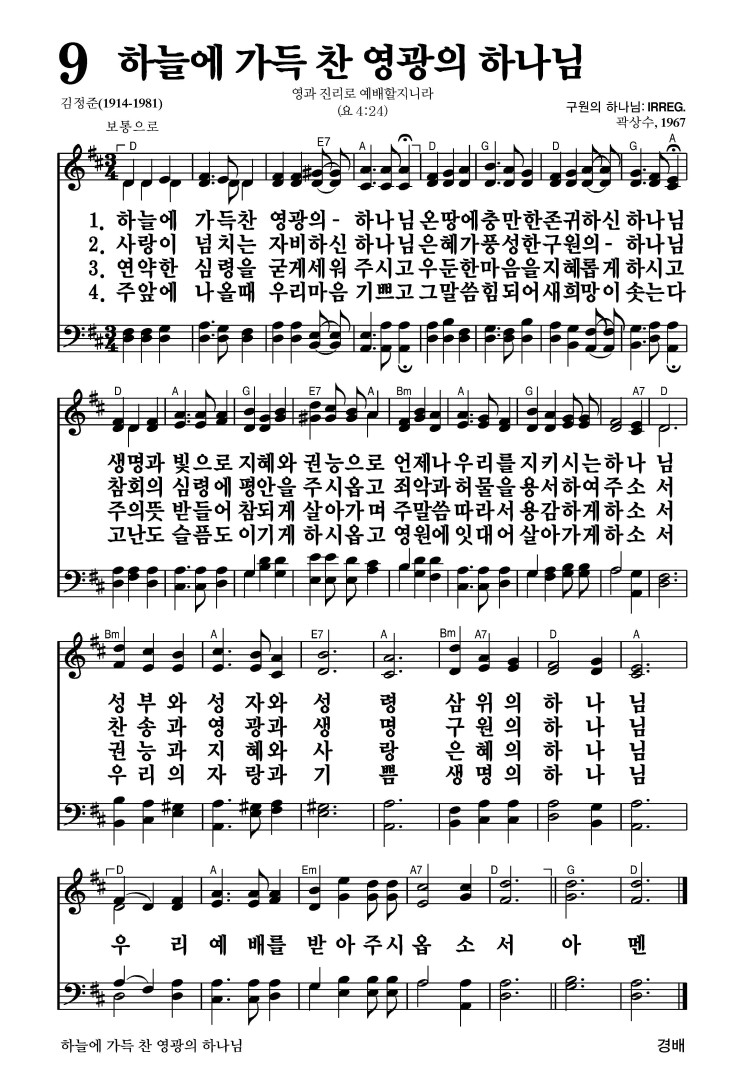 9 하늘에 가득 찬 영광의 하나님
영과 진리로 예배할지니라
(요 4:24)
김정준(1914-1981)
구원의 하나님: IRREG.
곽상수, 1967
보통으로
D E7 A D G D G A
3 4
1. 하늘에 가득찬 영광의- 하나님 온땅에충만한존귀하신 하나님
2. 사랑이 넘치는 자비하신 하나님은혜가풍성한구원의- 하나님
3. 연약한 심령을 굳게세워 주시고 우둔한마음을지혜롭게 하시고
4. 주앞에 나올때 우리마음 기쁘고그말씀힘되어새희망이 솟는다
3 4
D A G E7 A Bm A G A7 D
생명과 빛으로 지혜와 권능으로 언제나우리를지키시는하나 님
참회의 심령에 평안을 주시옵고 죄악과허물을용서하여주소 서
주의뜻 받들어 참되게 살아가며 주말씀따라서용감하게하소 서
고난도 슬픔도 이기게 하시옵고 영원에잇대어살아가게하소 서
Bm A E7 A Bm A7 D A
성 부 와 성 자와 성 령 삼 위 의 하 나 님
찬 송 과 영 광과 생 명 구 원 의 하 나 님
권 능 과 지 혜와 사 랑 은 혜 의 하 나 님
우 리 의 자 랑과 기 쁨 생 명 의 하 나 님
D A Em A7 D G D
우 리 예 배를 받 아 주시 옵 소 서 아 멘
하늘에 가득 찬 영광의 하나님
경배